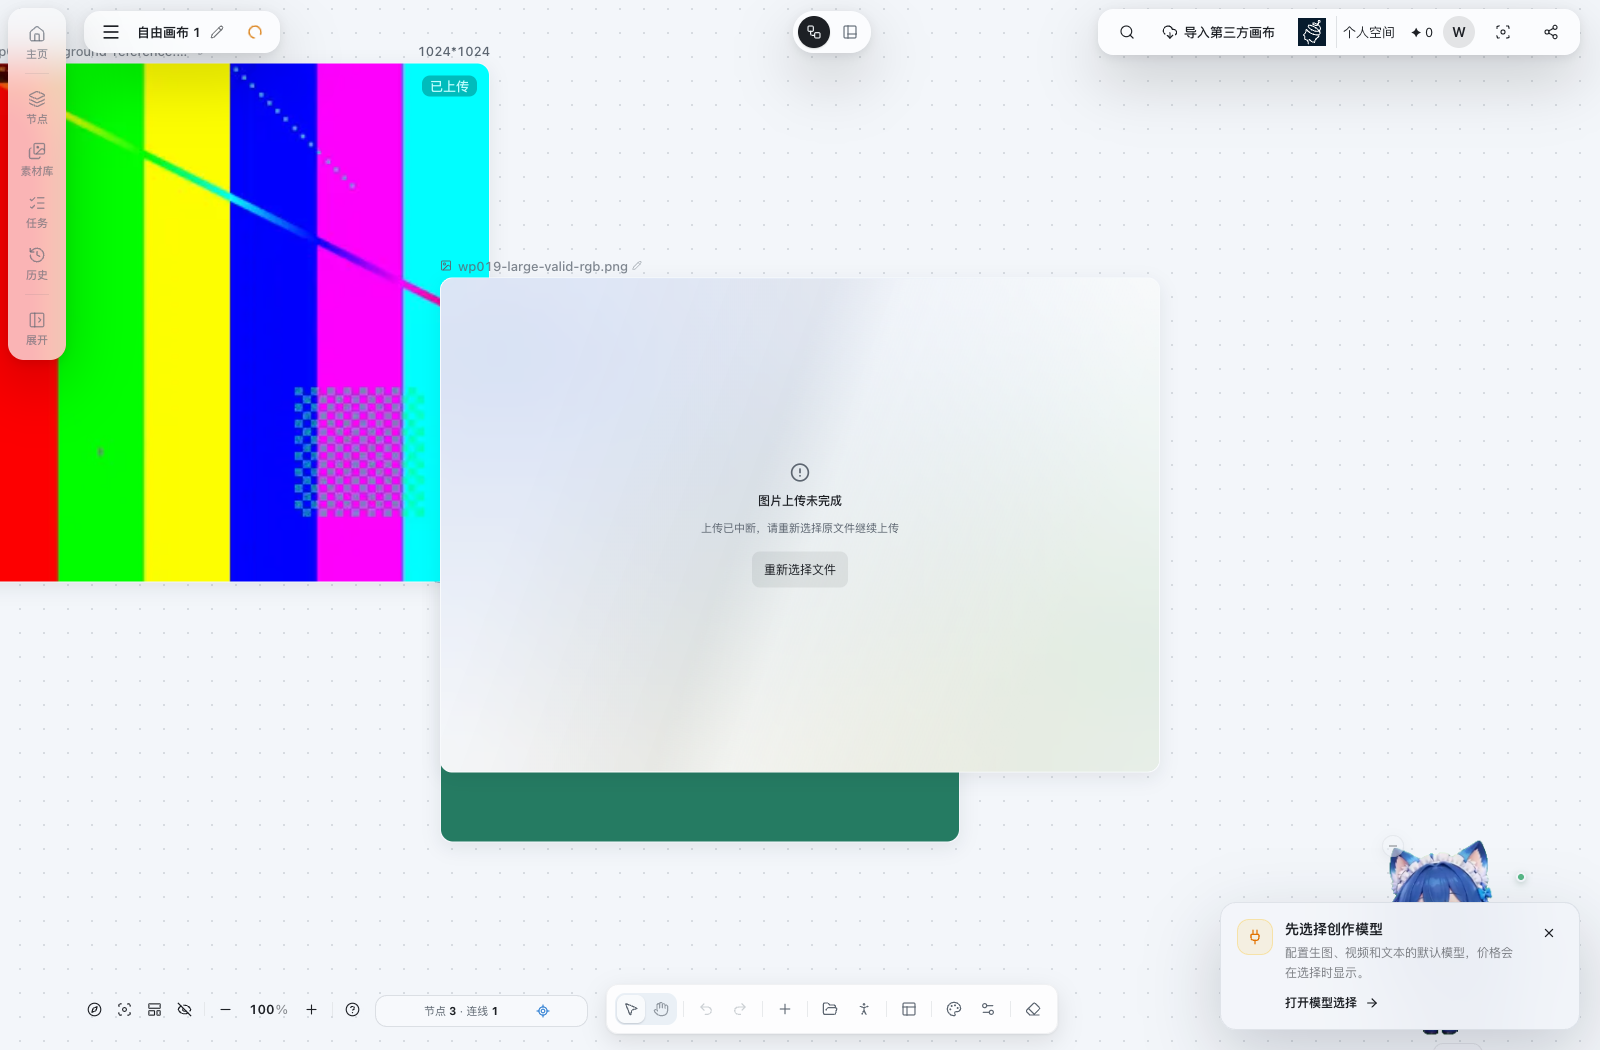 主页
节点
素材库
任务
历史
展开
自由画布 1
1024*1024
已上传
导入第三方画布
个人空间
0
W
wp019-large-valid-rgb.png
图片上传未完成
上传已中断，请重新选择原文件继续上传
重新选择文件
先选择创作模型
配置生图、视频和文本的默认模型，价格会
在选择时显示。
打开模型选择
100%
节点 3 · 连线 1